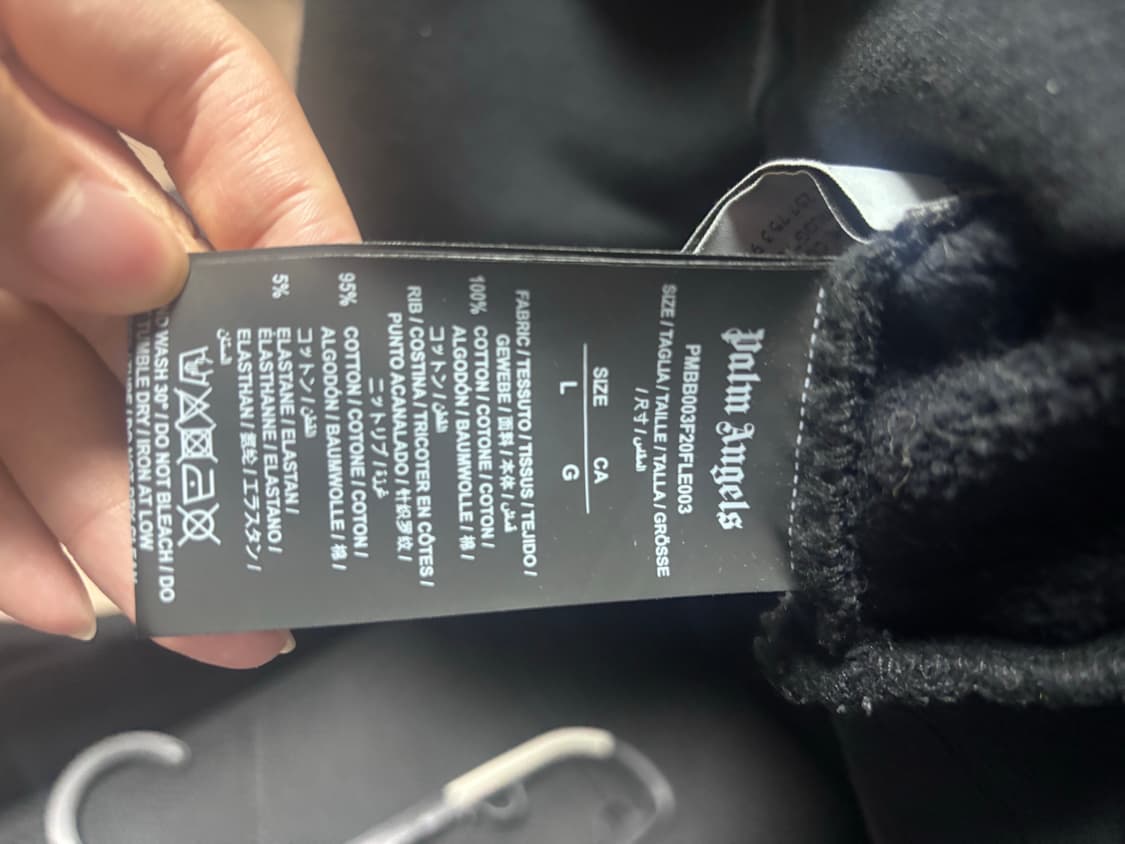 Palm Angels
PMBB003F20FLE003
SIZE / TAGLIA / TAILLE / TALLA / GRÖSSE
/ 尺寸 / المقاس
SIZE CA
L G
FABRIC / TESSUTO / TISSUS / TEJIDO /
GEWEBE / 面料 / 本体 / قماش
100% COTTON / COTONE / COTON /
ALGODÓN / BAUMWOLLE / 棉 /
コットン / القطن
RIB / COSTINA / TRICOTER EN CÔTES /
PUNTO ACANALADO / 针织罗纹 /
ニットリブ / غرزة
95% COTTON / COTONE / COTON /
ALGODÓN / BAUMWOLLE / 棉 /
コットン / القطن
5% ELASTANE / ELASTAN /
ÉLASTHANNE / ELASTANO /
ELASTHAN / 氨纶 / エラスタン /
WASH 30° / DO NOT BLEACH / DO
TUMBLE DRY / IRON AT LOW